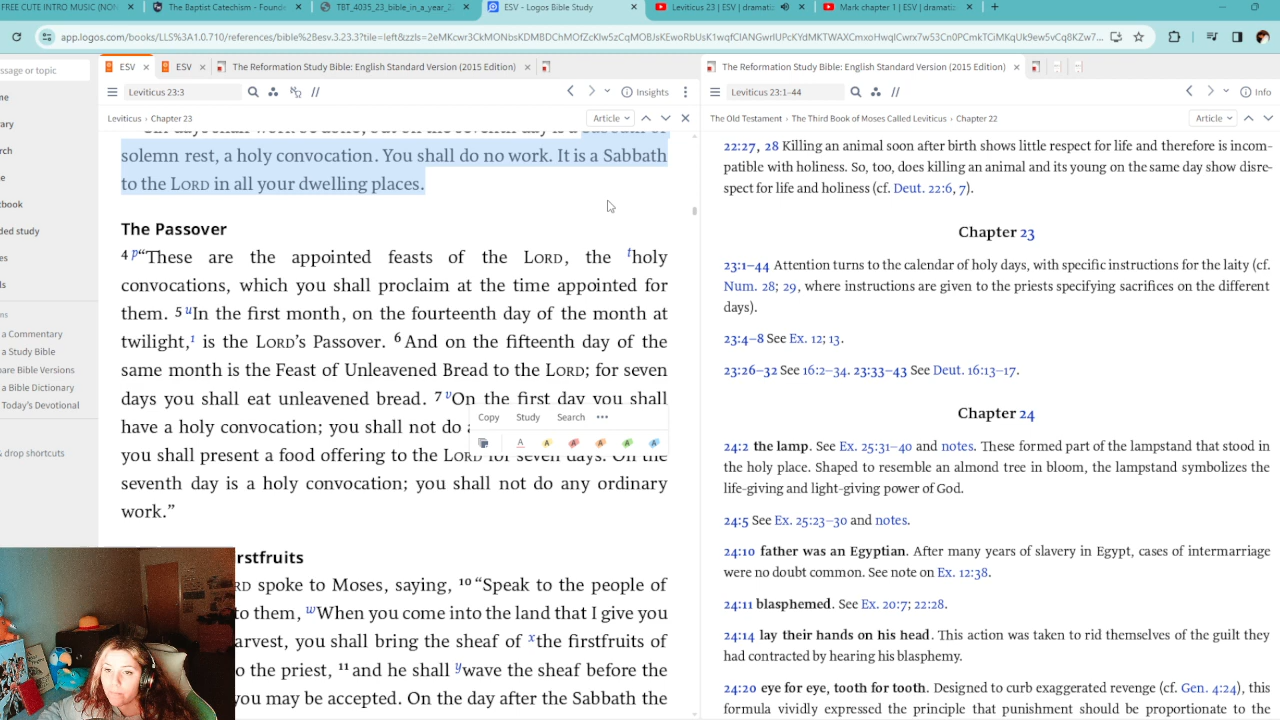 FREE CUTE INTRO MUSIC (NON
The Baptist Catechism - Founde
TBT_4035_23_bible_in_a_year_2
ESV - Logos Bible Study
Leviticus 23 | ESV | dramatic
Mark chapter 1 | ESV | dramatic
app.logos.com/books/LLS%3A1.0.710/references/bible%2Besv.3.23.3?tile=left&zzls=
ssage or topic
ESV
ESV
The Reformation Study Bible: English Standard Version (2015 Edition)
The Reformation Study Bible: English Standard Version (2015 Edition)
Leviticus 23:3
Insights
Leviticus 23:1–44
Info
Leviticus › Chapter 23
Article
The Old Testament › The Third Book of Moses Called Leviticus › Chapter 22
Article
me
rary
rch
e
tbook
ded study
es
ls
ns
a Commentary
a Study Bible
pare Bible Versions
a Bible Dictionary
Today's Devotional
p shortcuts
solemn rest, a holy convocation. You shall do no work. It is a Sabbath
to the LORD in all your dwelling places.
The Passover
4 p“These are the appointed feasts of the LORD, the tholy
convocations, which you shall proclaim at the time appointed for
them. 5 uIn the first month, on the fourteenth day of the month at
twilight,1 is the LORD’s Passover. 6 And on the fifteenth day of the
same month is the Feast of Unleavened Bread to the LORD; for seven
days you shall eat unleavened bread. 7 vOn the first day you shall
have a holy convocation; you shall not do a
Copy Study Search •••
you shall present a food offering to the LORD for seven days. On the
seventh day is a holy convocation; you shall not do any ordinary
work.”
rstfruits
RD spoke to Moses, saying, 10 “Speak to the people of
to them, wWhen you come into the land that I give you
arvest, you shall bring the sheaf of xthe firstfruits of
o the priest, 11 and he shall ywave the sheaf before the
you may be accepted. On the day after the Sabbath the
22:27, 28 Killing an animal soon after birth shows little respect for life and therefore is incom-
patible with holiness. So, too, does killing an animal and its young on the same day show disre-
spect for life and holiness (cf. Deut. 22:6, 7).
Chapter 23
23:1–44 Attention turns to the calendar of holy days, with specific instructions for the laity (cf.
Num. 28; 29, where instructions are given to the priests specifying sacrifices on the different
days).
23:4–8 See Ex. 12; 13.
23:26–32 See 16:2–34. 23:33–43 See Deut. 16:13–17.
Chapter 24
24:2 the lamp. See Ex. 25:31–40 and notes. These formed part of the lampstand that stood in
the holy place. Shaped to resemble an almond tree in bloom, the lampstand symbolizes the
life-giving and light-giving power of God.
24:5 See Ex. 25:23–30 and notes.
24:10 father was an Egyptian. After many years of slavery in Egypt, cases of intermarriage
were no doubt common. See note on Ex. 12:38.
24:11 blasphemed. See Ex. 20:7; 22:28.
24:14 lay their hands on his head. This action was taken to rid themselves of the guilt they
had contracted by hearing his blasphemy.
24:20 eye for eye, tooth for tooth. Designed to curb exaggerated revenge (cf. Gen. 4:24), this
formula vividly expressed the principle that punishment should be proportionate to the